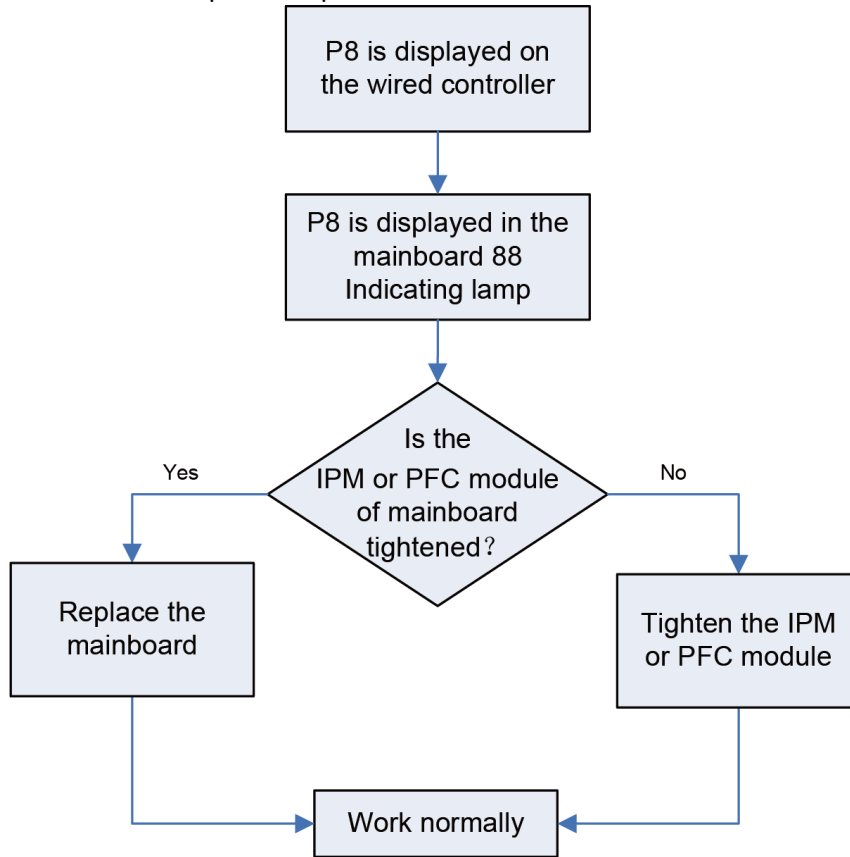 P8 is displayed on
the wired controller
P8 is displayed in the
mainboard 88
Indicating lamp
Is the
IPM or PFC module
of mainboard
tightened？
Yes
No
Replace the
mainboard
Tighten the IPM
or PFC module
Work normally